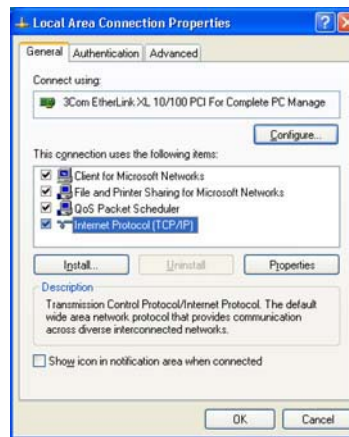 Local Area Connection Properties
General Authentication Advanced
Connect using:
3Com EtherLink XL 10/100 PCI For Complete PC Manage
Configure...
This connection uses the following items:
Client for Microsoft Networks
File and Printer Sharing for Microsoft Networks
QoS Packet Scheduler
Internet Protocol (TCP/IP)
Install... Uninstall Properties
Description
Transmission Control Protocol/Internet Protocol. The default
wide area network protocol that provides communication
across diverse interconnected networks.
Show icon in notification area when connected
OK Cancel